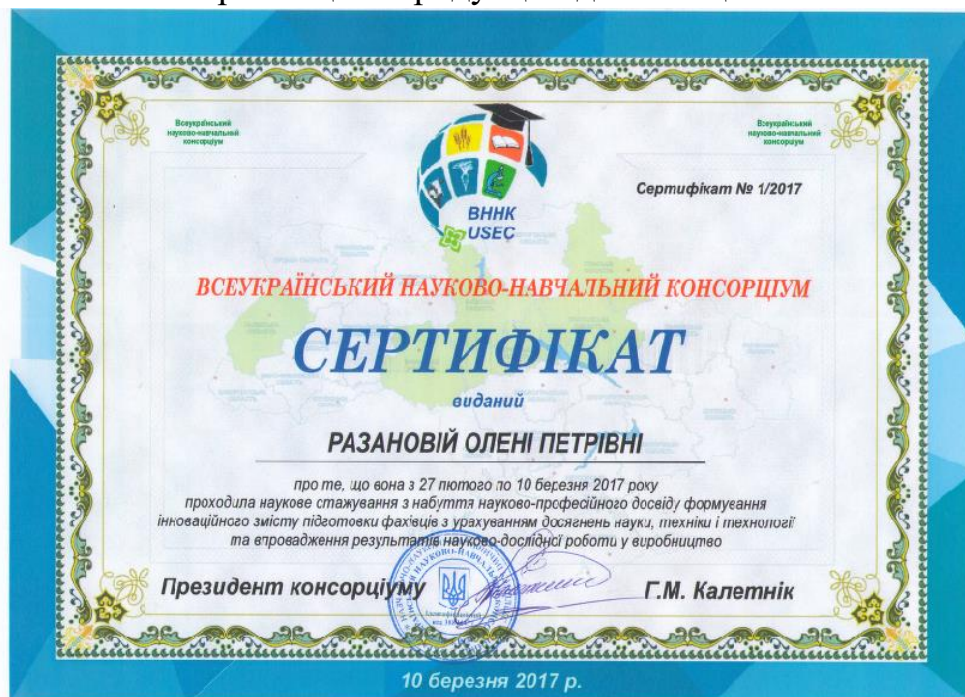 Всеукраїнський
науково-навчальний
консорціум
Всеукраїнський
науково-навчальний
консорціум
Сертифікат № 1/2017
ВННК
USEC
ВСЕУКРАЇНСЬКИЙ НАУКОВО-НАВЧАЛЬНИЙ КОНСОРЦІУМ
СЕРТИФІКАТ
виданий
РАЗАНОВІЙ ОЛЕНІ ПЕТРІВНІ
про те, що вона з 27 лютого по 10 березня 2017 року
проходила наукове стажування з набуття науково-професійного досвіду формування
інноваційного змісту підготовки фахівців з урахуванням досягнень науки, техніки і технології
та впровадження результатів науково-дослідної роботи у виробництво
Президент консорціуму
Г.М. Калетнік
10 березня 2017 р.